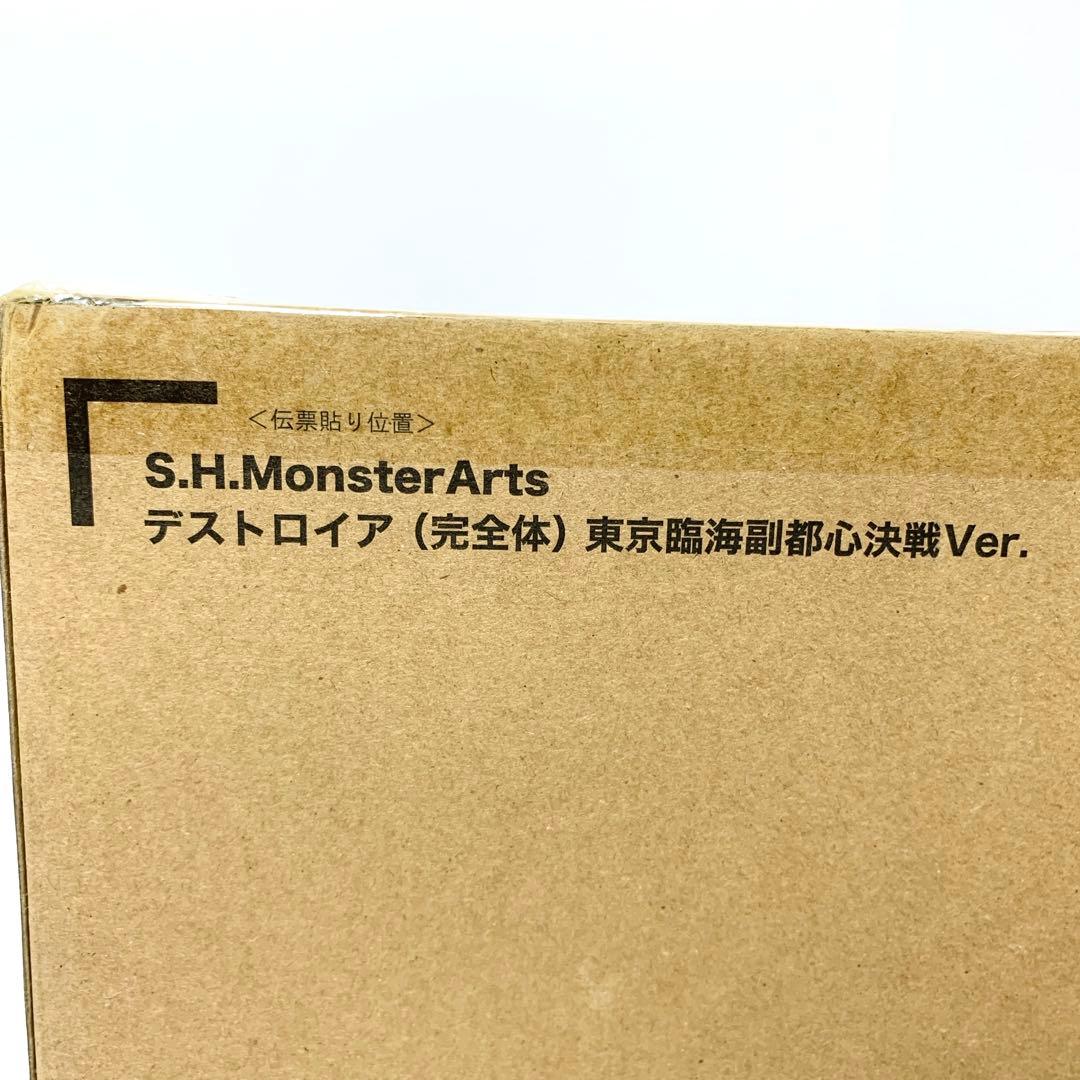 ＜伝票貼り位置＞
S.H.MonsterArts
デストロイア（完全体）東京臨海副都心決戦Ver.